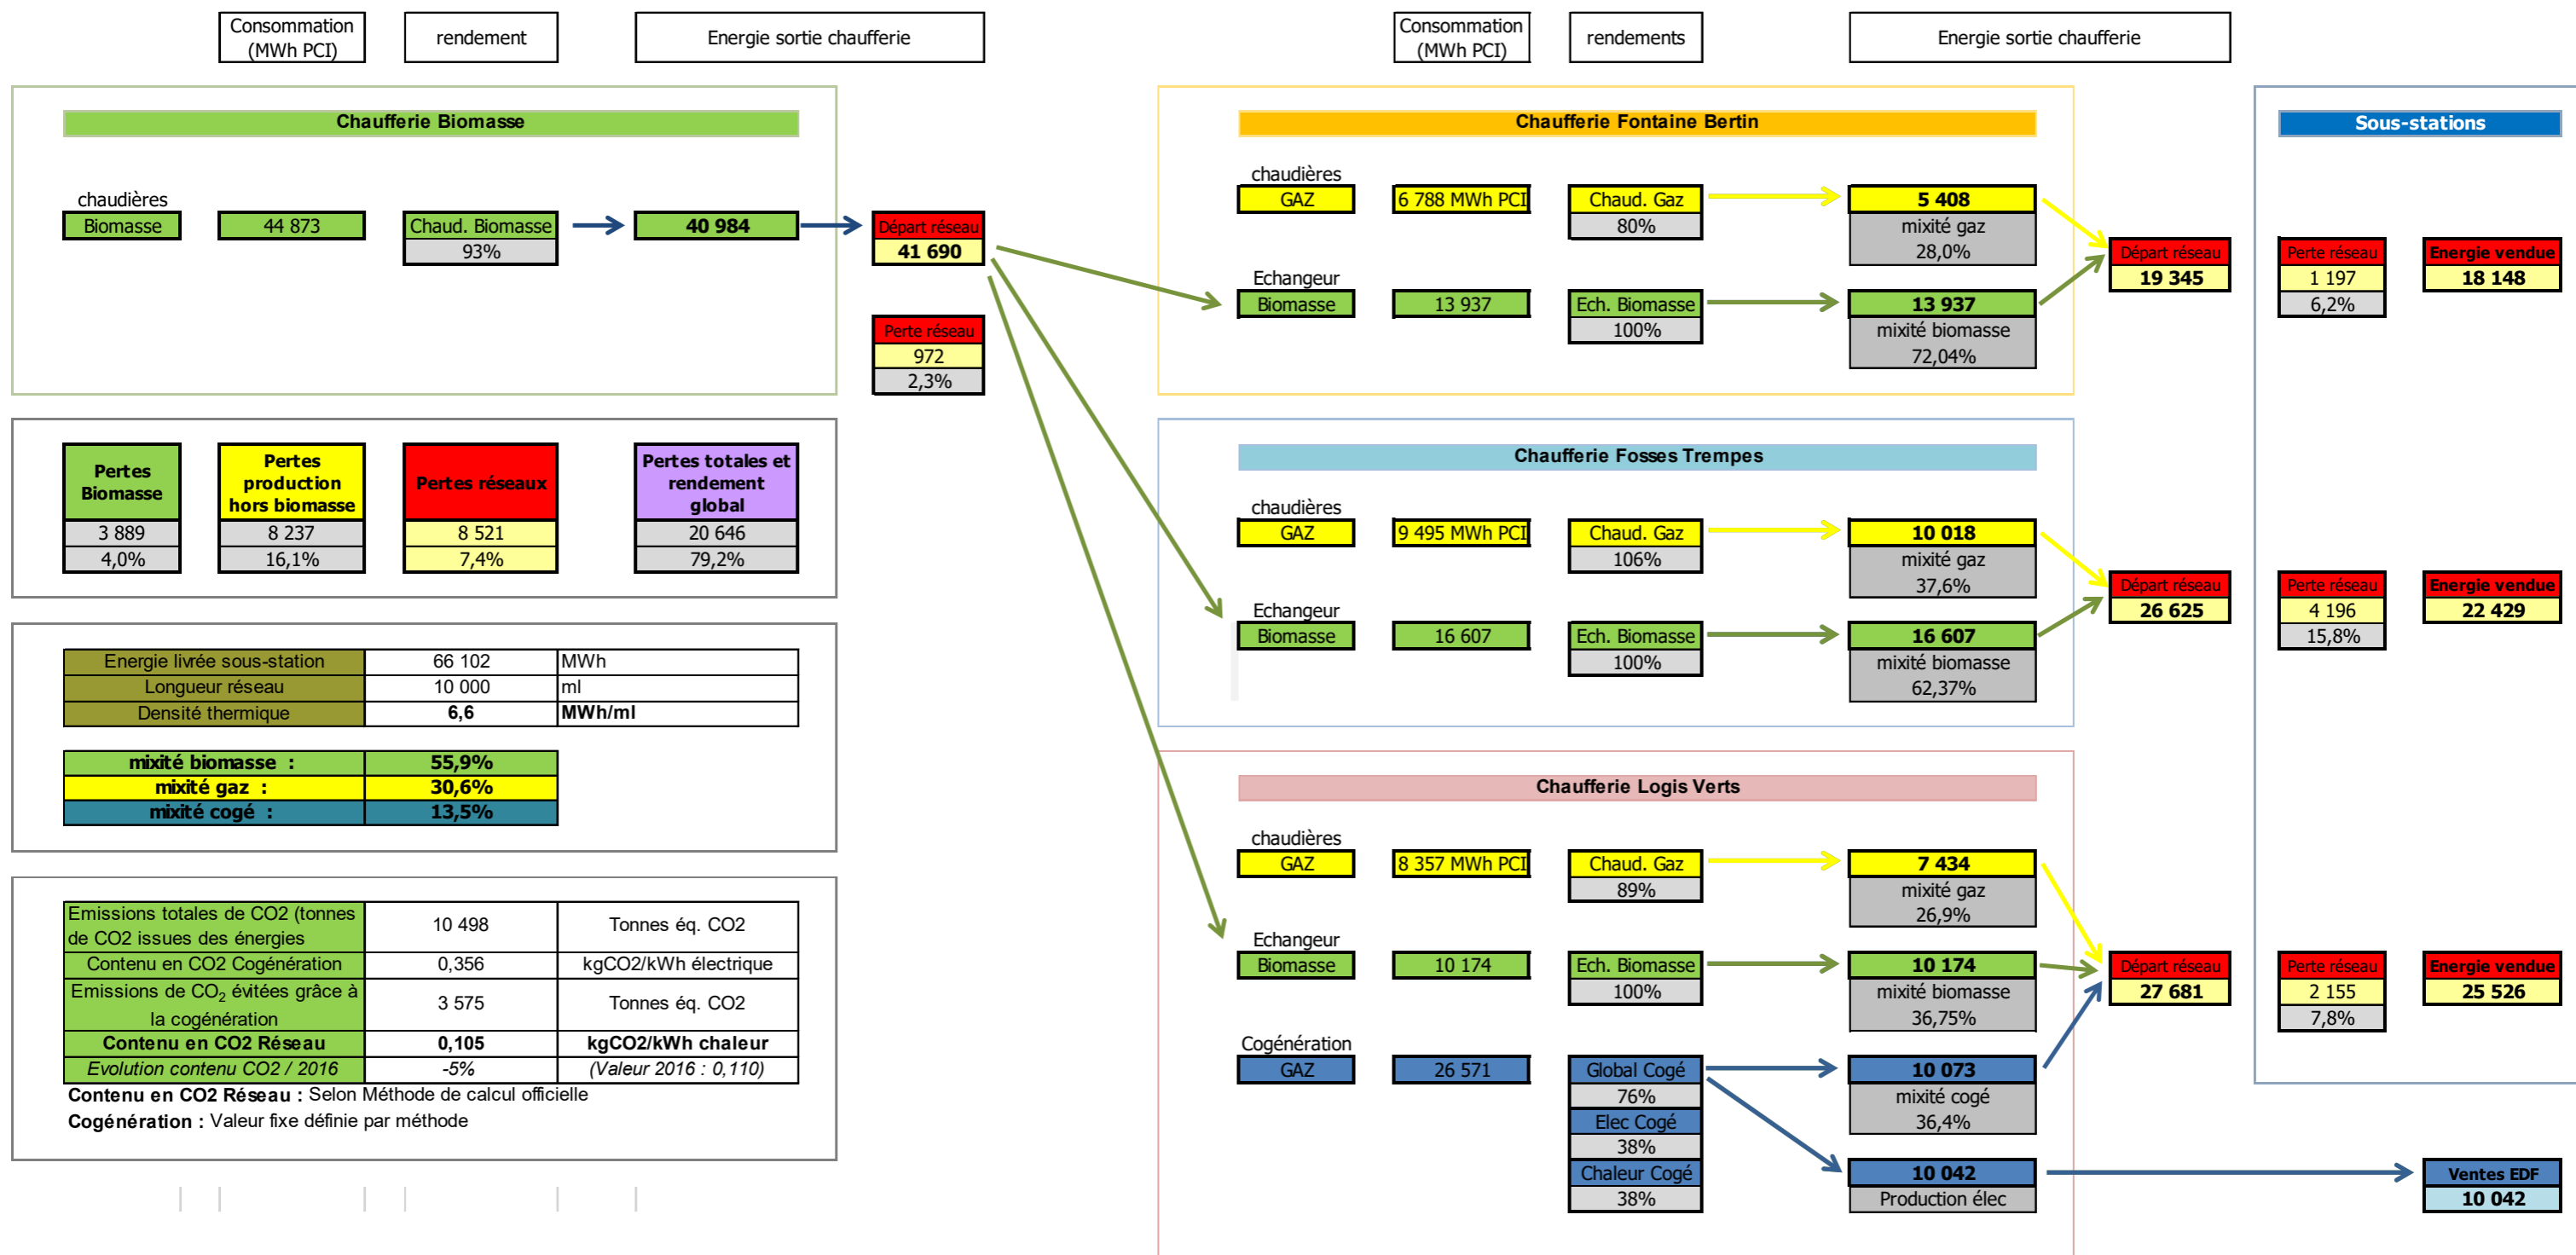 Consommation
(MWh PCI)
rendement
Energie sortie chaufferie
Consommation
(MWh PCI)
rendements
Energie sortie chaufferie
Chaufferie Biomasse
chaudières
Biomasse
44 873
Chaud. Biomasse
93%
40 984
Départ réseau
41 690
Perte réseau
972
2,3%
Pertes
Biomasse
3 889
4,0%
Pertes
production
hors biomasse
8 237
16,1%
Pertes réseaux
8 521
7,4%
Pertes totales et
rendement
global
20 646
79,2%
Energie livrée sous-station
66 102
MWh
Longueur réseau
10 000
ml
Densité thermique
6,6
MWh/ml
mixité biomasse :
55,9%
mixité gaz :
30,6%
mixité cogé :
13,5%
Emissions totales de CO2 (tonnes
de CO2 issues des énergies
10 498
Tonnes éq. CO2
Contenu en CO2 Cogénération
0,356
kgCO2/kWh électrique
Emissions de CO2 évitées grâce à
la cogénération
3 575
Tonnes éq. CO2
Contenu en CO2 Réseau
0,105
kgCO2/kWh chaleur
Evolution contenu CO2 / 2016
-5%
(Valeur 2016 : 0,110)
Contenu en CO2 Réseau : Selon Méthode de calcul officielle
Cogénération : Valeur fixe définie par méthode
Chaufferie Fontaine Bertin
chaudières
GAZ
6 788 MWh PCI
Chaud. Gaz
80%
5 408
mixité gaz
28,0%
Echangeur
Biomasse
13 937
Ech. Biomasse
100%
13 937
mixité biomasse
72,04%
Départ réseau
19 345
Chaufferie Fosses Trempes
chaudières
GAZ
9 495 MWh PCI
Chaud. Gaz
106%
10 018
mixité gaz
37,6%
Echangeur
Biomasse
16 607
Ech. Biomasse
100%
16 607
mixité biomasse
62,37%
Départ réseau
26 625
Chaufferie Logis Verts
chaudières
GAZ
8 357 MWh PCI
Chaud. Gaz
89%
7 434
mixité gaz
26,9%
Echangeur
Biomasse
10 174
Ech. Biomasse
100%
10 174
mixité biomasse
36,75%
Départ réseau
27 681
Cogénération
GAZ
26 571
Global Cogé
76%
Elec Cogé
38%
Chaleur Cogé
38%
10 073
mixité cogé
36,4%
10 042
Production élec
Sous-stations
Perte réseau
1 197
6,2%
Energie vendue
18 148
Perte réseau
4 196
15,8%
Energie vendue
22 429
Perte réseau
2 155
7,8%
Energie vendue
25 526
Ventes EDF
10 042